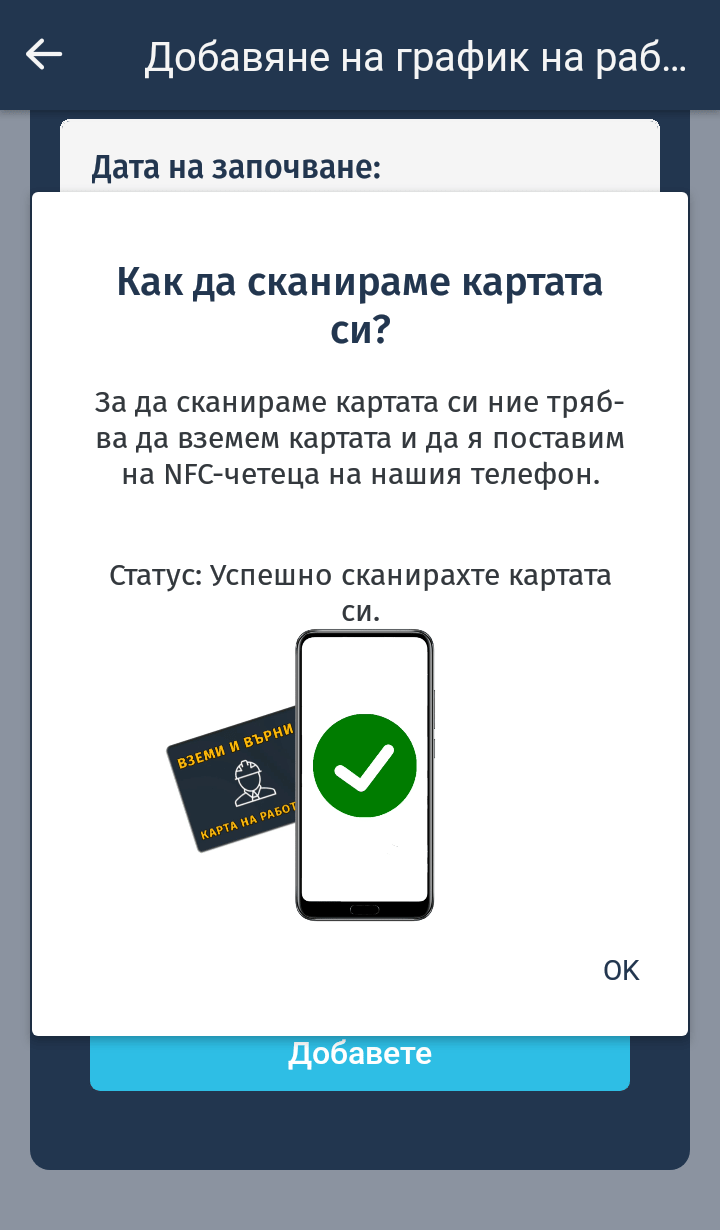 Добавяне на график на раб...
Дата на започване:
Как да сканираме картата
си?
За да сканираме картата си ние тряб-
ва да вземем картата и да я поставим
на NFC-четеца на нашия телефон.
Статус: Успешно сканирахте картата
си.
ВЗЕМИ И ВЪРНИ
КАРТА НА РАБОТ
OK
Добавете